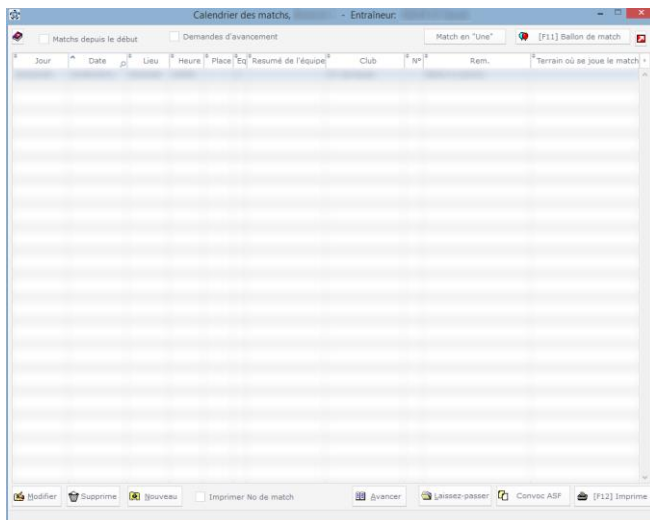 Calendrier des matchs, - Entraîneur:
Matchs depuis le début Demandes d'avancement Match en "Une" [F11] Ballon de match
Jour Date Lieu Heure Place Eq Resumé de l'équipe Club N° Rem. Terrain où se joue le match
Modifier Supprime Nouveau Imprimer No de match Avancer Laissez-passer Convoc ASF [F12] Imprime